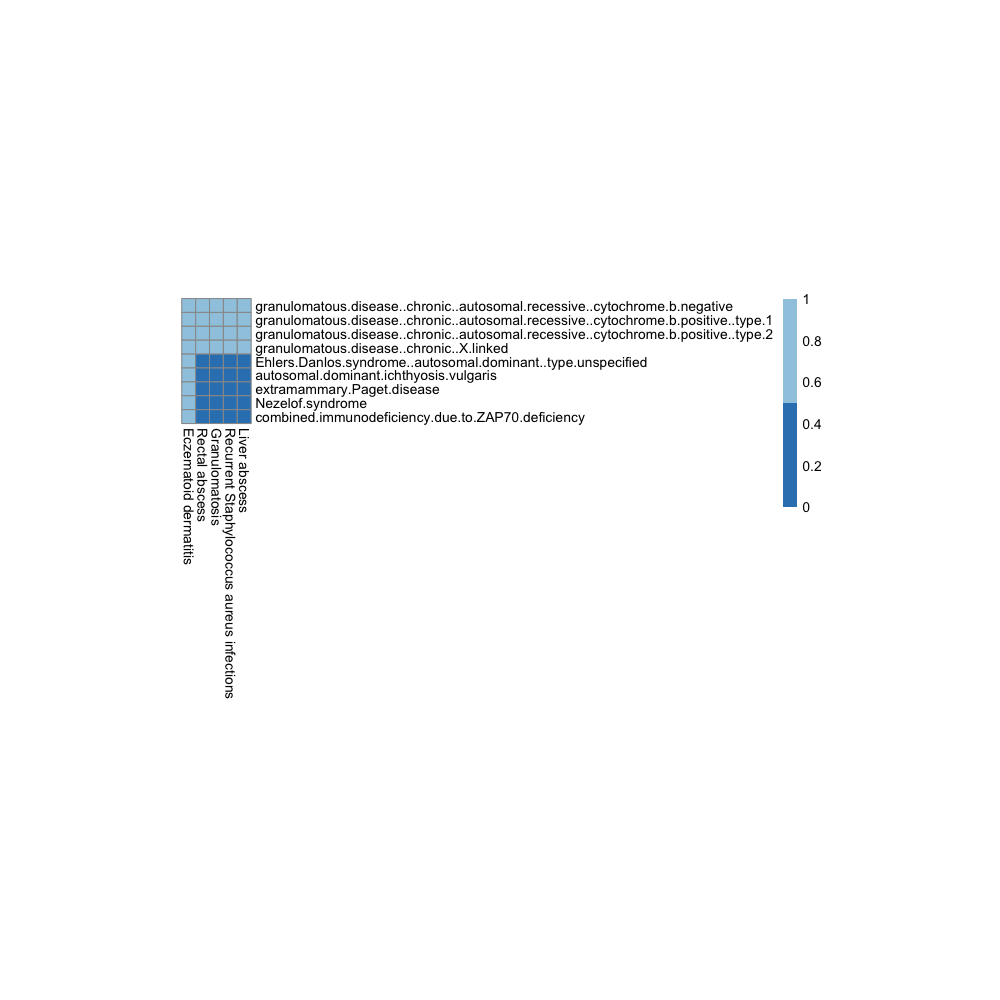 granulomatous.disease..chronic..autosomal.recessive..cytochrome.b.negative
granulomatous.disease..chronic..autosomal.recessive..cytochrome.b.positive..type.1
granulomatous.disease..chronic..autosomal.recessive..cytochrome.b.positive..type.2
granulomatous.disease..chronic..X.linked
Ehlers.Danlos.syndrome..autosomal.dominant..type.unspecified
autosomal.dominant.ichthyosis.vulgaris
extramammary.Paget.disease
Nezelof.syndrome
combined.immunodeficiency.due.to.ZAP70.deficiency
Eczematoid dermatitis
Rectal abscess
Granulomatosis
Recurrent Staphylococcus aureus infections
Liver abscess
1
0.8
0.6
0.4
0.2
0